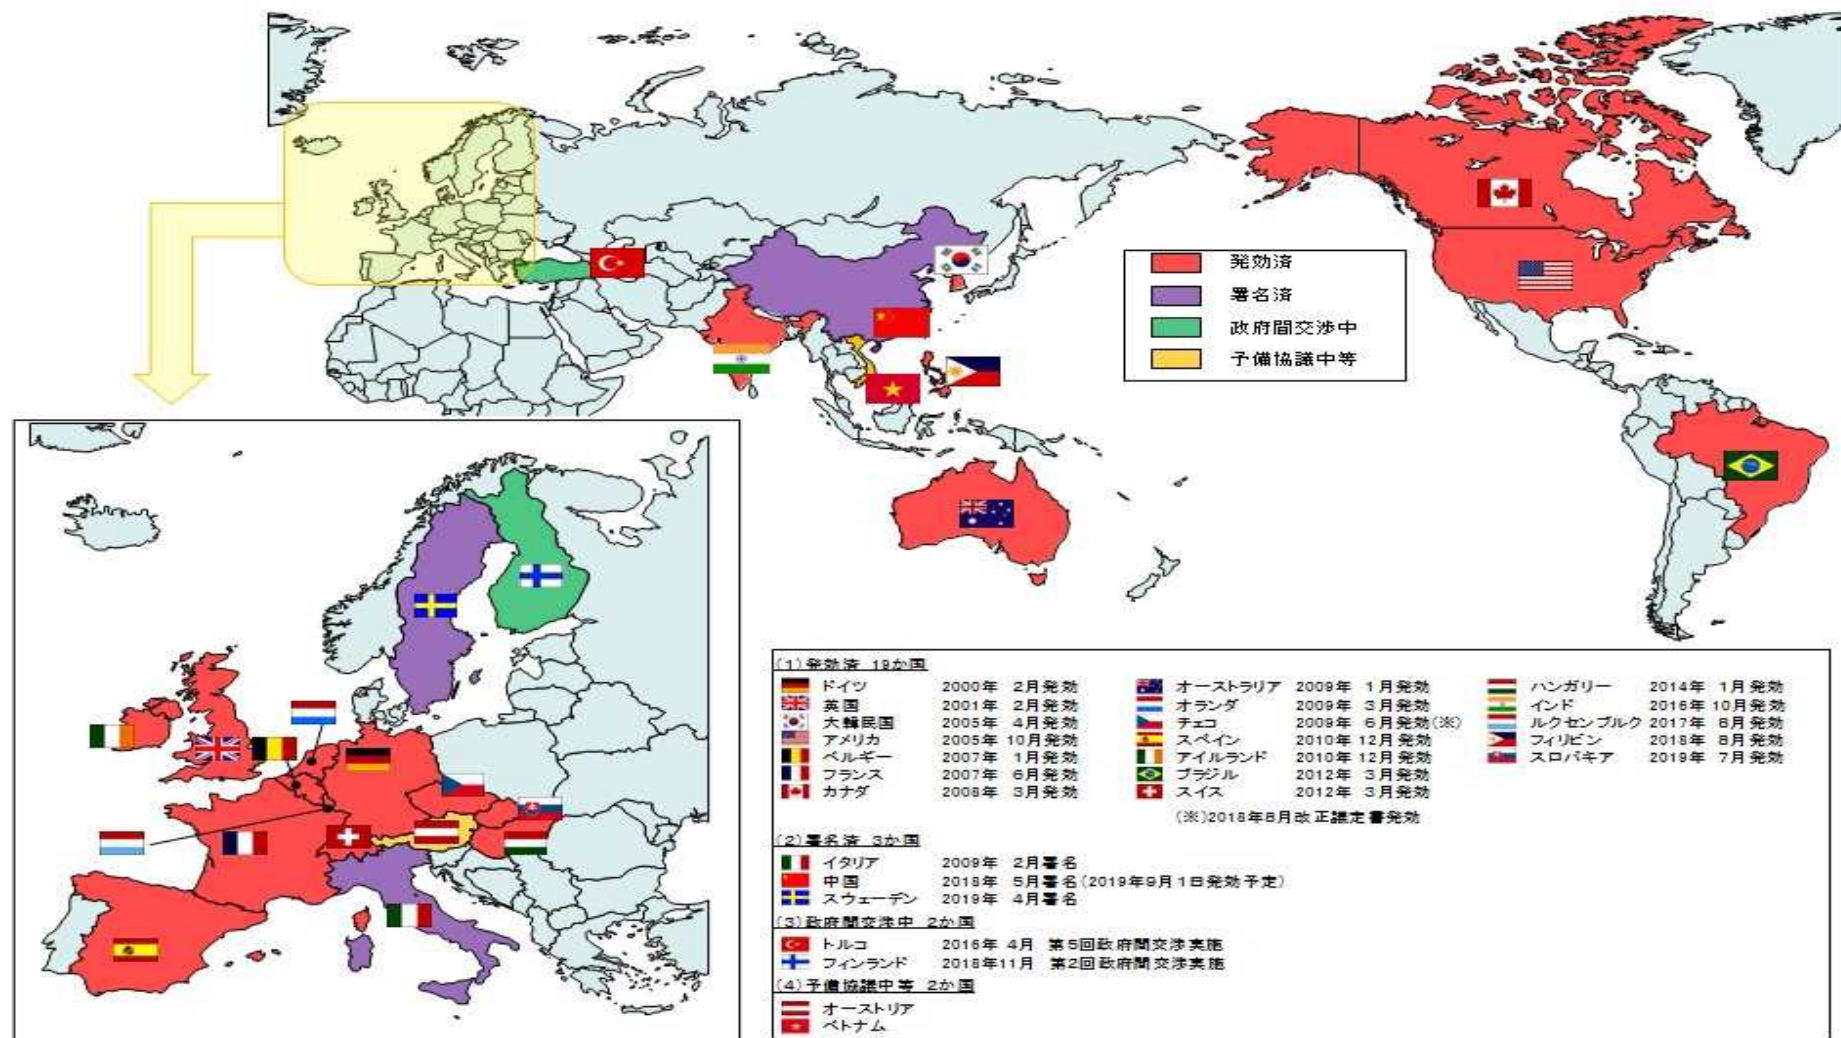 発効済
署名済
政府間交渉中
予備協議中等
(1)発効済 19か国
ドイツ 2000年 2月発効
英国 2001年 2月発効
大韓民国 2005年 4月発効
アメリカ 2005年 10月発効
ベルギー 2007年 1月発効
フランス 2007年 6月発効
カナダ 2008年 3月発効
オーストラリア 2009年 1月発効
オランダ 2009年 3月発効
チェコ 2009年 6月発効(※)
スペイン 2010年 12月発効
アイルランド 2010年 12月発効
ブラジル 2012年 3月発効
スイス 2012年 3月発効
(※)2018年8月改正議定書発効
ハンガリー 2014年 1月発効
インド 2016年 10月発効
ルクセンブルク 2017年 8月発効
フィリピン 2018年 8月発効
スロバキア 2019年 7月発効
(2)署名済 3か国
イタリア 2009年 2月署名
中国 2018年 5月署名(2019年9月1日発効予定)
スウェーデン 2019年 4月署名
(3)政府間交渉中 2か国
トルコ 2016年 4月 第5回政府間交渉実施
フィンランド 2018年11月 第2回政府間交渉実施
(4)予備協議中等 2か国
オーストリア
ベトナム